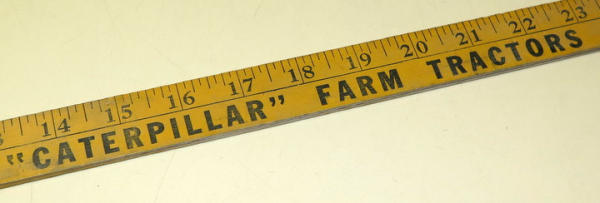 14 15 16 17 18 19 20 21 22 23
"CATERPILLAR" FARM TRACTORS